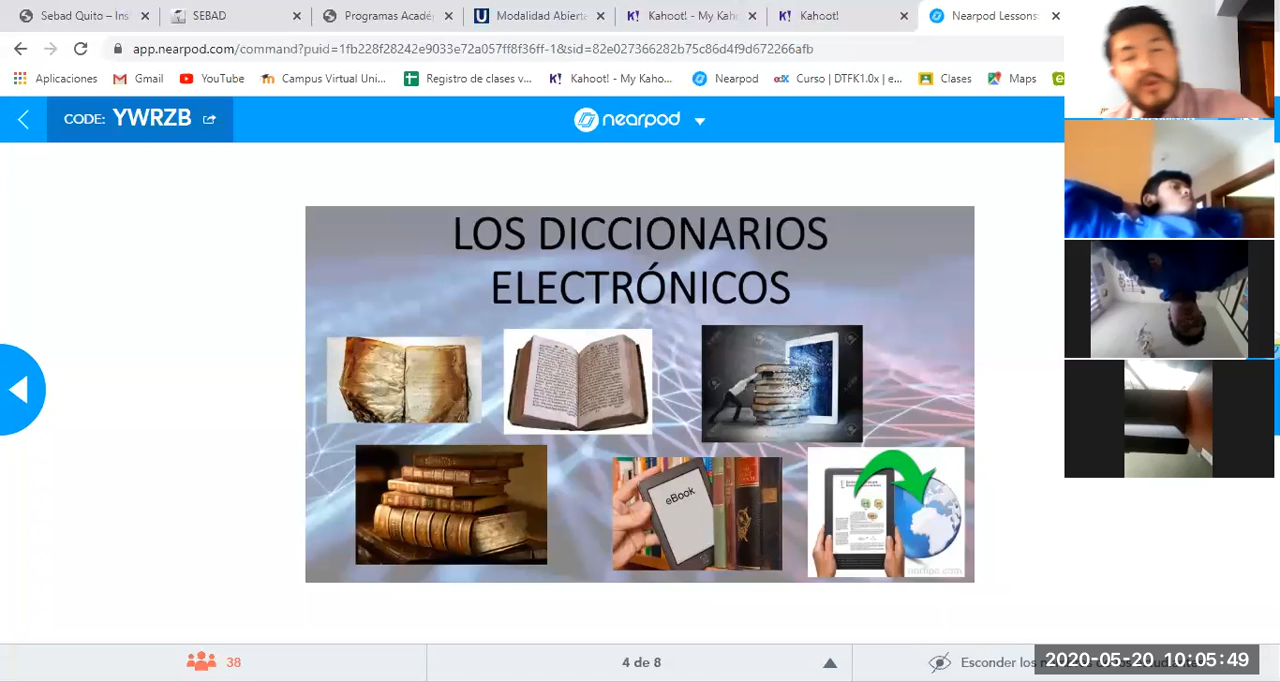 Sebad Quito – Ins
SEBAD
Programas Acadé
Modalidad Abierta
K! Kahoot! - My Kah
K! Kahoot!
Nearpod Lessons:
app.nearpod.com/command?puid=1fb228f28242e9033e72a057ff8f36ff-1&sid=82e027366282b75c86d4f9d672266afb
Aplicaciones
Gmail
YouTube
Campus Virtual Uni...
Registro de clases v...
K! Kahoot! - My Kaho...
Nearpod
edX Curso | DTFK1.0x | e...
Clases
Maps
CODE: YWRZB
nearpod
LOS DICCIONARIOS
ELECTRÓNICOS
eBook
38
4 de 8
Esconder los
2020-05-20 10:05:49